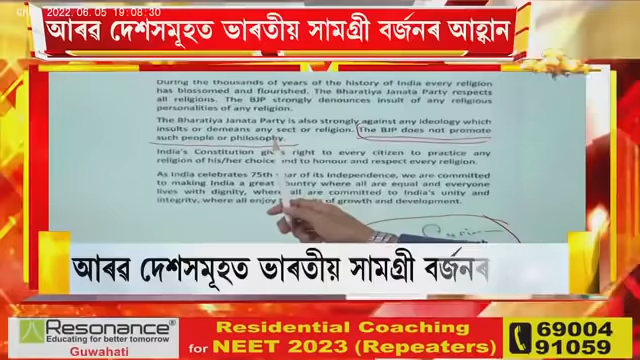 2022.06.05 19:08:30
আৰৱ দেশসমূহত ভাৰতীয় সামগ্ৰী বৰ্জনৰ আহ্বান
During the thousands of years of the history of India every religion
has blossomed and flourished. The Bharatiya Janata Party respects
all religions. The BJP strongly denounces insult of any religious
personalities of any religion.
The Bharatiya Janata Party is also strongly against any ideology which
insults or demeans any sect or religion. The BJP does not promote
such people or philosophy.
India's Constitution gives right to every citizen to practice any
religion of his/her choice and to honour and respect every religion.
As India celebrates 75th year of its Independence, we are committed
to making India a great country where all are equal and everyone
lives with dignity, where all are committed to India's unity and
integrity, where all enjoy of growth and development.
আৰৱ দেশসমূহত ভাৰতীয় সামগ্ৰী বৰ্জনৰ
Resonance®
Educating for better tomorrow
Guwahati
Residential Coaching
for NEET 2023 (Repeaters)
69004
91059